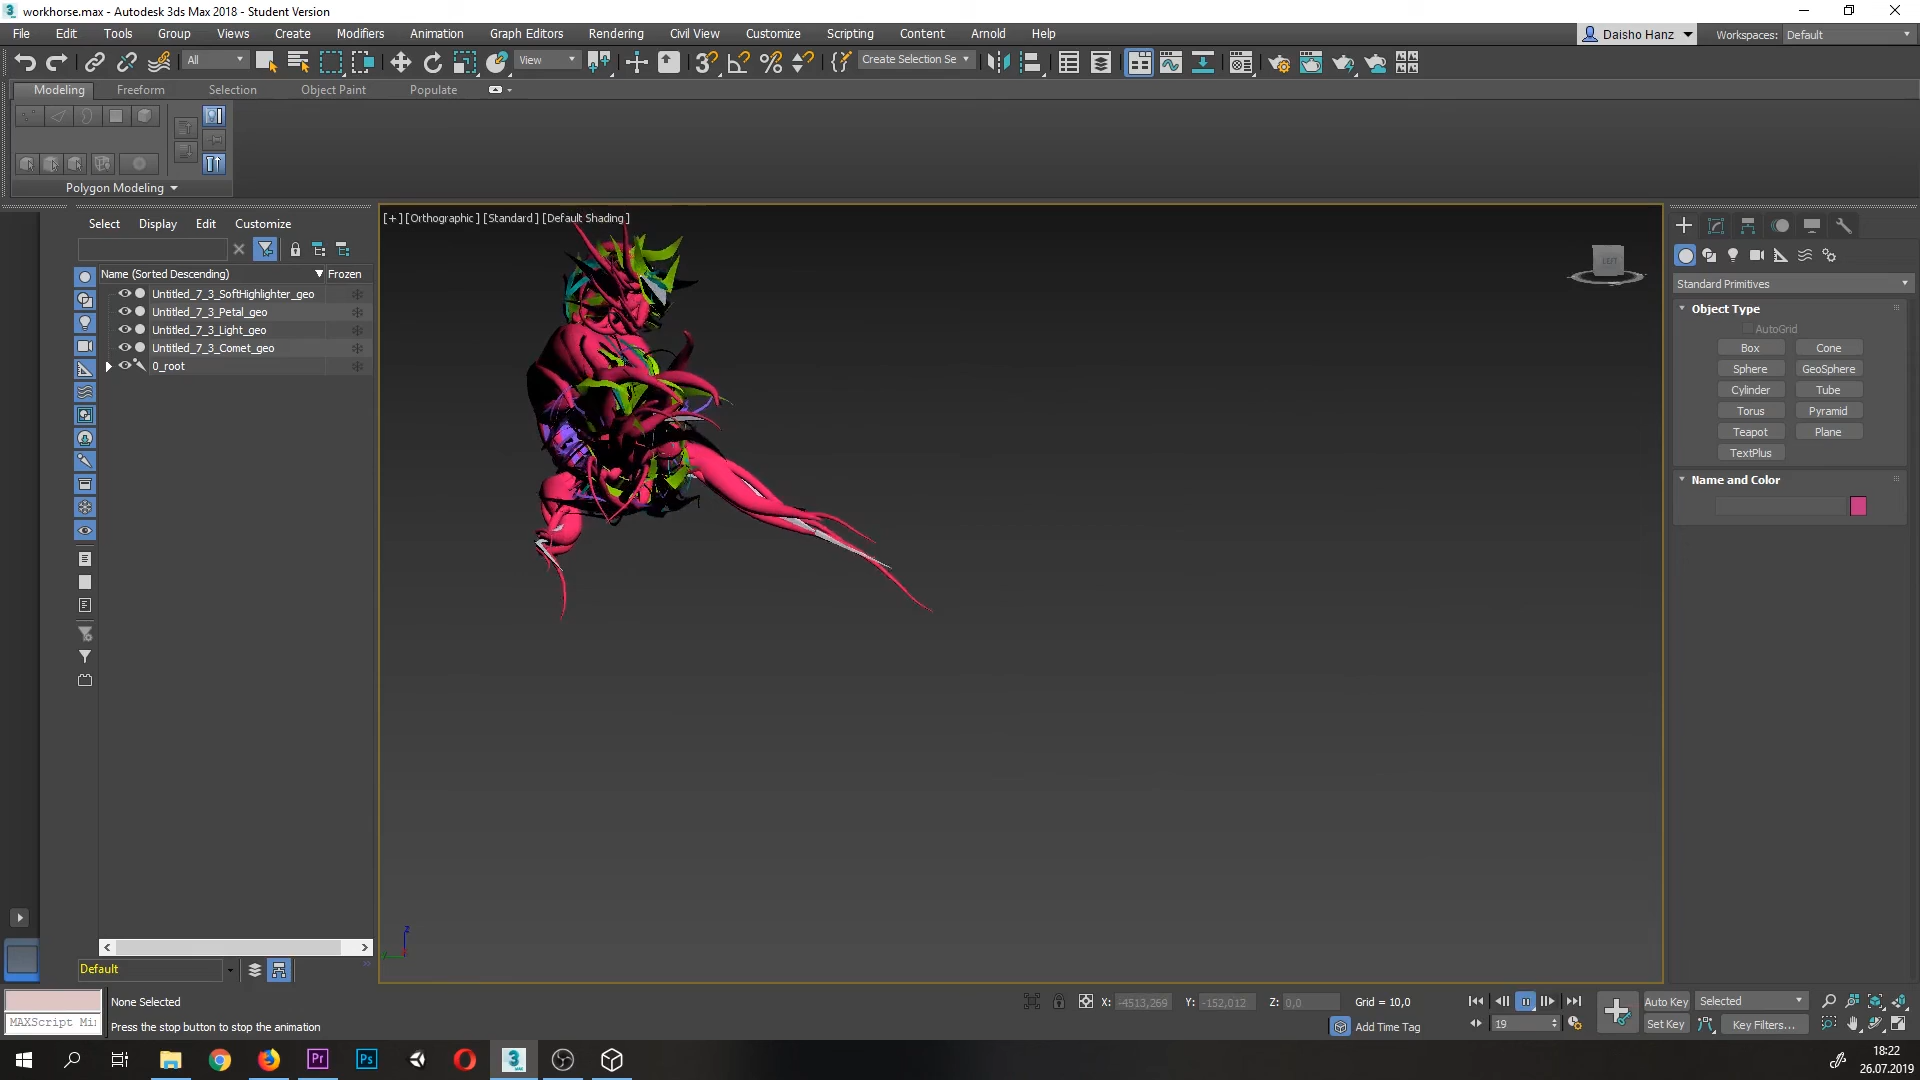 workhorse.max - Autodesk 3ds Max 2018 - Student Version
File Edit Tools Group Views Create Modifiers Animation Graph Editors Rendering Civil View Customize Scripting Content Arnold Help
Daisho Hanz
Workspaces: Default
All
View
Create Selection Se
Modeling Freeform Selection Object Paint Populate
Polygon Modeling
Select Display Edit Customize
Name (Sorted Descending) Frozen
Untitled_7_3_SoftHighlighter_geo
Untitled_7_3_Petal_geo
Untitled_7_3_Light_geo
Untitled_7_3_Comet_geo
0_root
[+] [Orthographic ] [Standard ] [Default Shading ]
LEFT
Standard Primitives
Object Type
AutoGrid
Box Cone
Sphere GeoSphere
Cylinder Tube
Torus Pyramid
Teapot Plane
TextPlus
Name and Color
z
y
Default
None Selected
X: -4513,269 Y: -152,012 Z: 0,0 Grid = 10,0
Auto Key Selected
MAXScript Mi
Press the stop button to stop the animation
Add Time Tag
19
Set Key Key Filters...
Pr Ps 3 MAX
18:22
26.07.2019